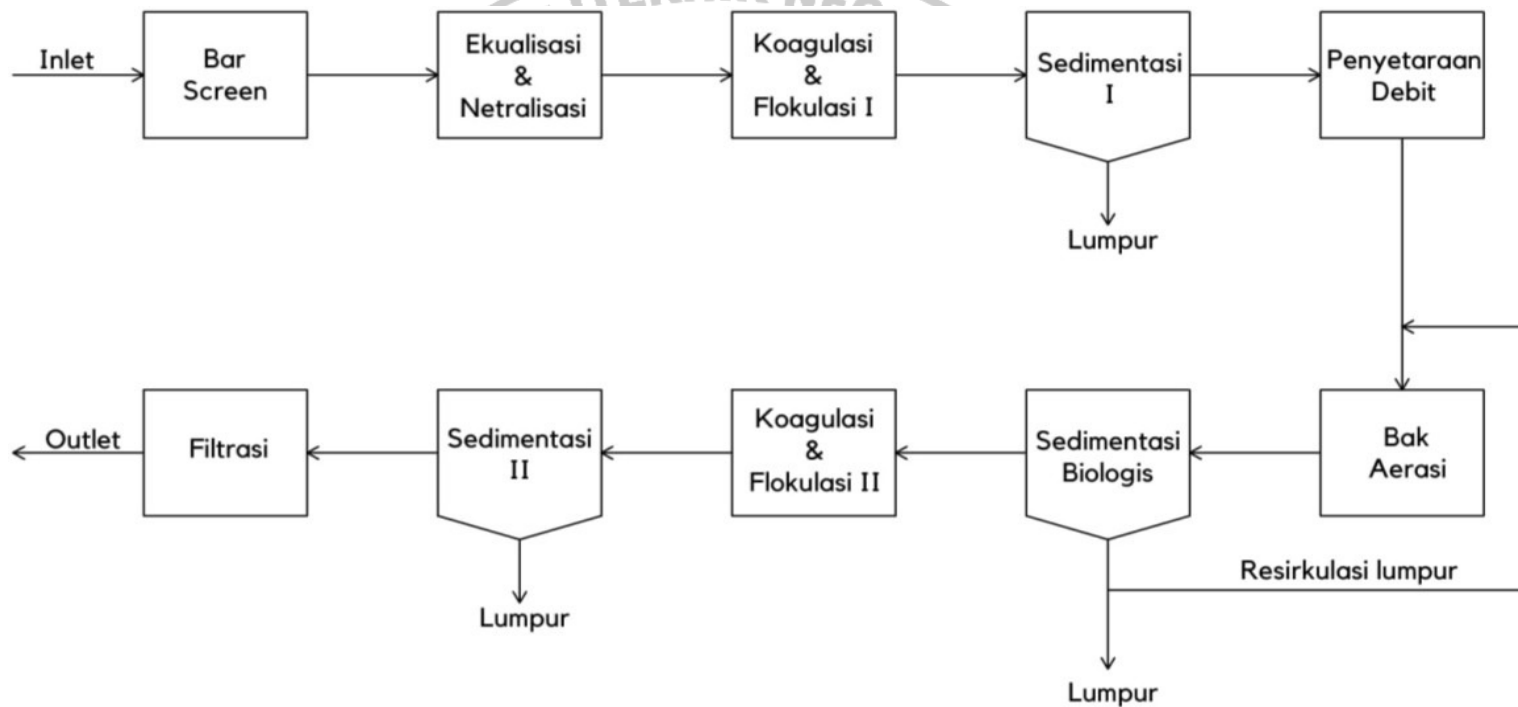 Inlet
Bar
Screen
Ekualisasi
&
Netralisasi
Koagulasi
&
Flokulasi I
Sedimentasi
I
Penyetaraan
Debit
Lumpur
Outlet
Filtrasi
Sedimentasi
II
Koagulasi
&
Flokulasi II
Sedimentasi
Biologis
Bak
Aerasi
Resirkulasi lumpur
Lumpur
Lumpur